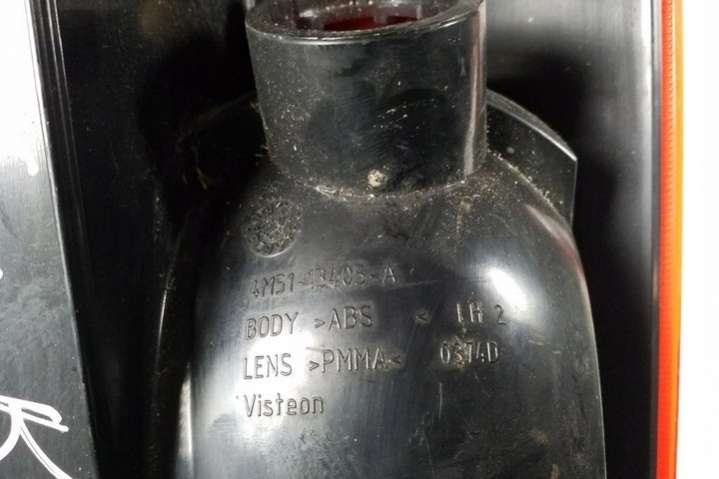 4M51-13405-A
BODY >ABS < LH 2
LENS >PMMA< 0374D
Visteon